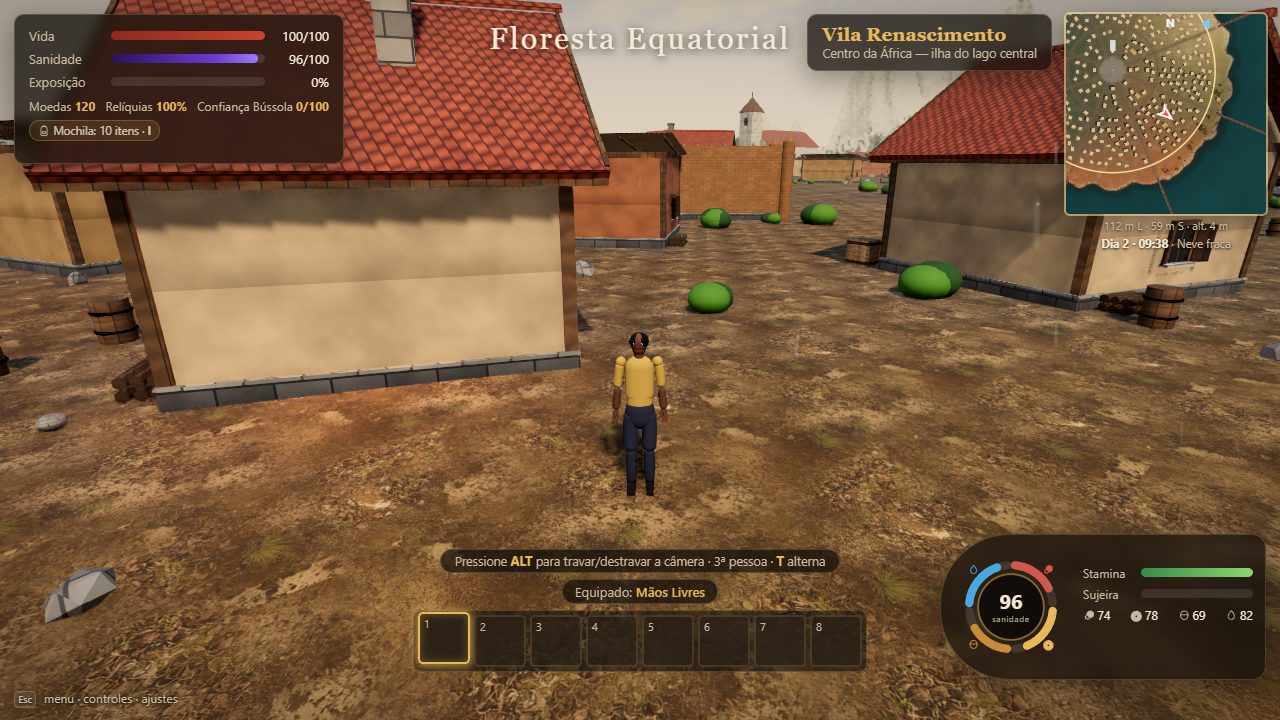 Vida 100/100
Sanidade 96/100
Exposição 0%
Moedas 120 Relíquias 100% Confiança Bússola 0/100
Mochila: 10 itens · I
Floresta Equatorial
Vila Renascimento
Centro da África — ilha do lago central
N
112 m L · 59 m S · alt. 4 m
Dia 2 · 09:38 · Neve fraca
Pressione ALT para travar/destravar a câmera · 3ª pessoa · T alterna
Equipado: Mãos Livres
1 2 3 4 5 6 7 8
96
sanidade
Stamina
Sujeira
74 78 69 82
Esc menu · controles · ajustes